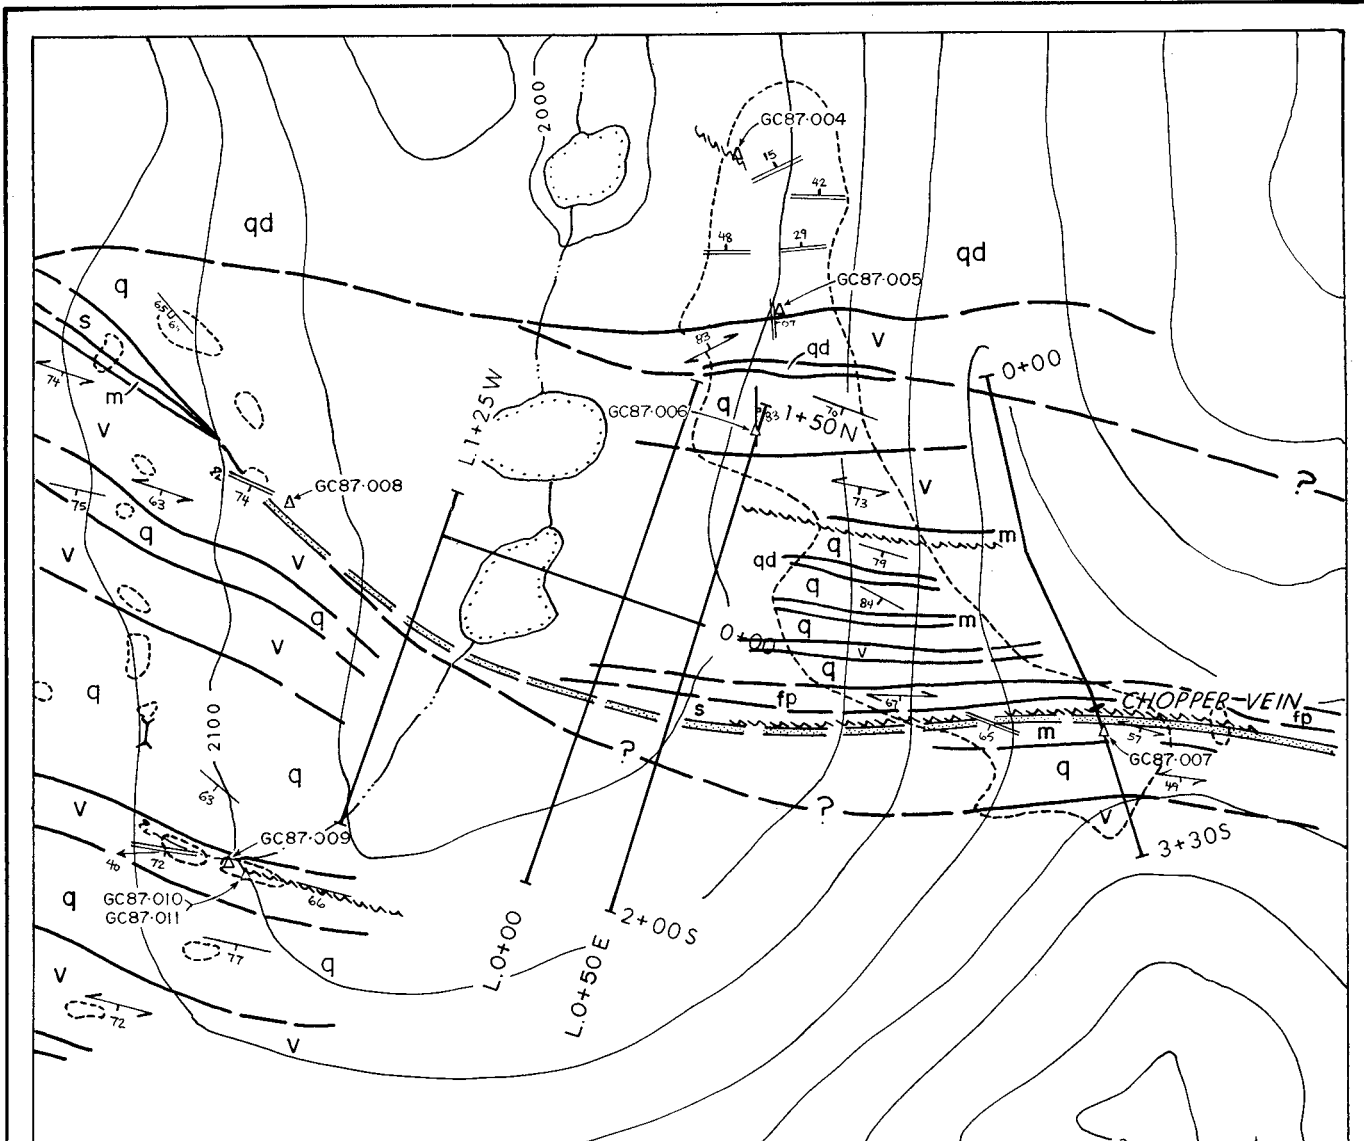 2000
GC87-004
15
42
qd
48
29
qd
q
GC87-005
65
s
83
v
qd
0+00
74
m
q
GC87-006
83
1+50N
70
v
L.1+25W
?
74
GC87-008
v
75
63
73
q
m
q
79
v
v
qd
q
84
q
m
q
0+00
v
v
q
q
fp
67
CHOPPER VEIN
fp
s
2100
65
m
57
?
GC87-007
q
q
49
63
?
v
v
3+30S
GC87-009
40
72
66
q
GC87-010
GC87-011
2+00S
L.0+00
L.0+50E
77
q
v
72
v